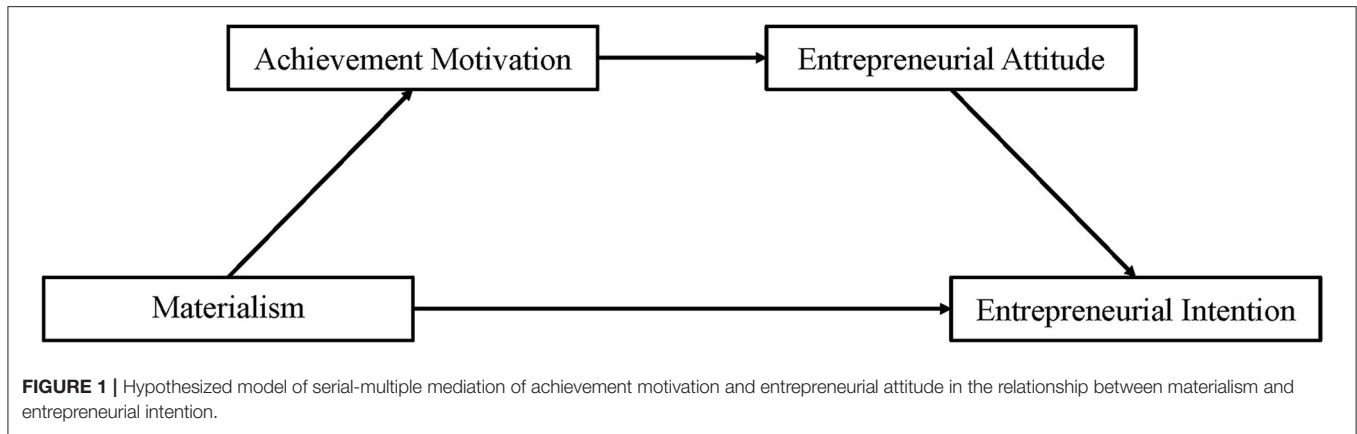 Achievement Motivation
Entrepreneurial Attitude
Materialism
Entrepreneurial Intention
FIGURE 1 | Hypothesized model of serial-multiple mediation of achievement motivation and entrepreneurial attitude in the relationship between materialism and
entrepreneurial intention.